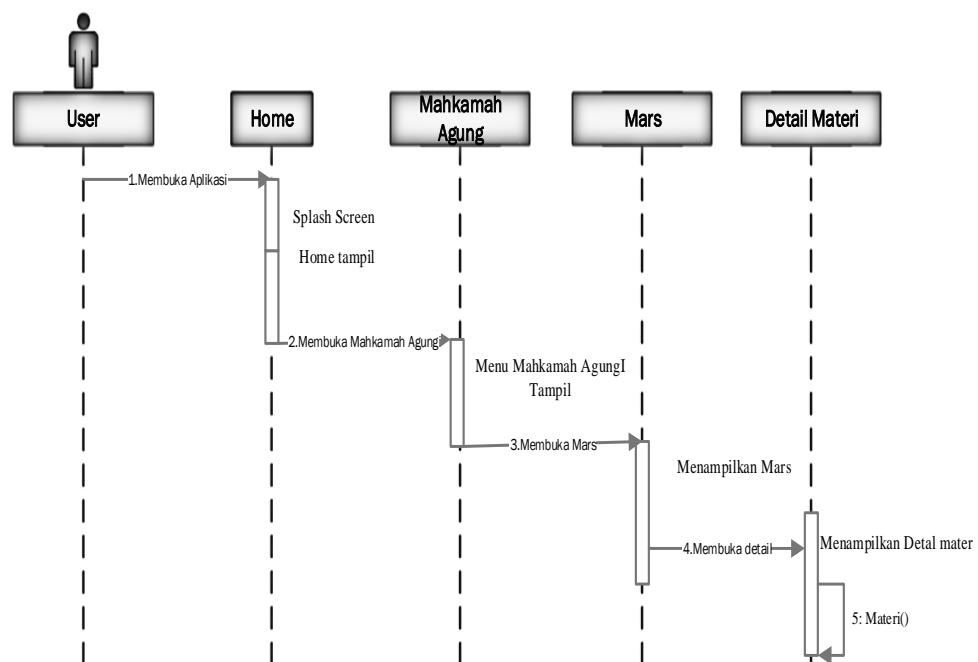 User
Home
Mahkamah
Agung
Mars
Detail Materi
1.Membuka Aplikasi
Splash Screen
Home tampil
2.Membuka Mahkamah Agung
Menu Mahkamah AgungI
Tampil
3.Membuka Mars
Menampilkan Mars
4.Membuka detail
Menampilkan Detal mater
5: Materi()